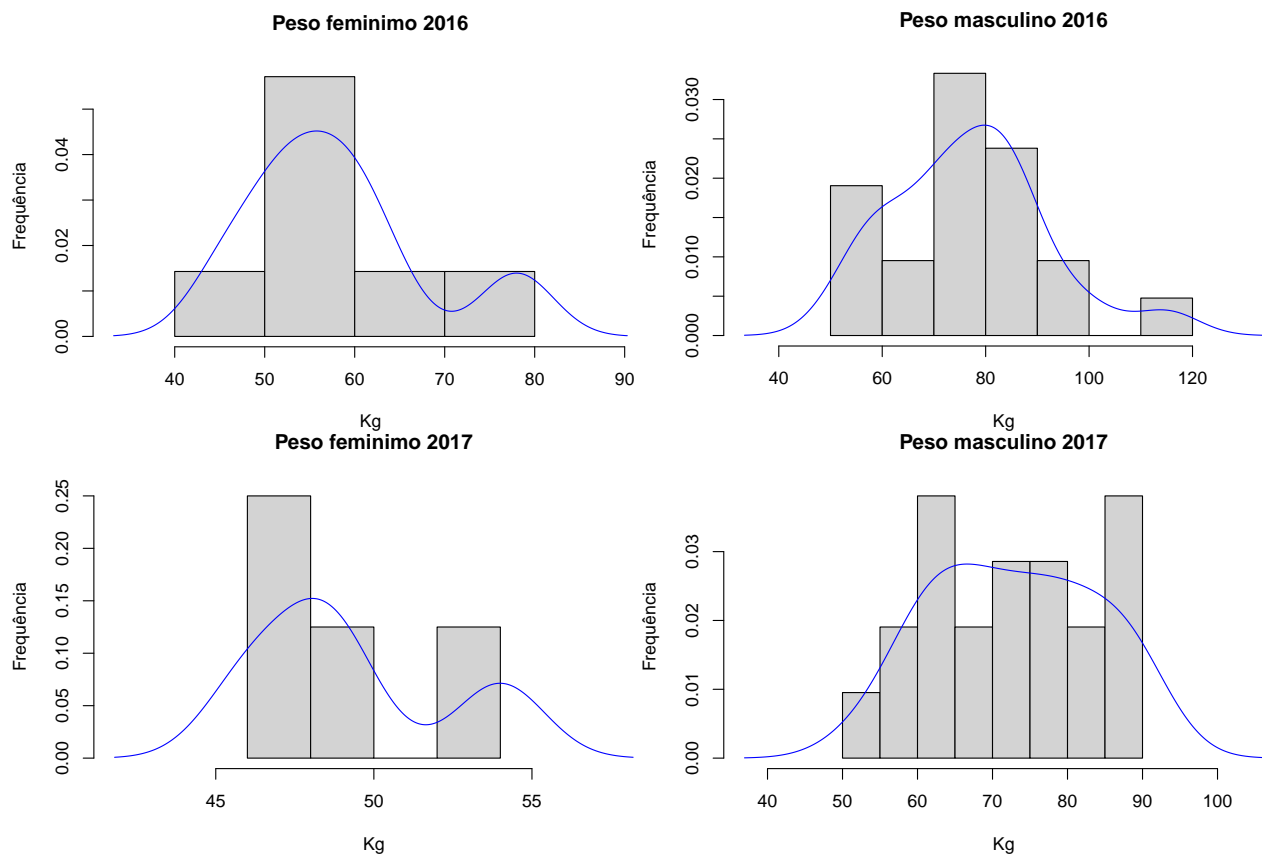 Peso feminimo 2016
Frequência
0.00 0.02 0.04
40 50 60 70 80 90
Kg
Peso masculino 2016
Frequência
0.000 0.010 0.020 0.030
40 60 80 100 120
Kg
Peso feminimo 2017
Frequência
0.00 0.05 0.10 0.15 0.20 0.25
45 50 55
Kg
Peso masculino 2017
Frequência
0.00 0.01 0.02 0.03
40 50 60 70 80 90 100
Kg